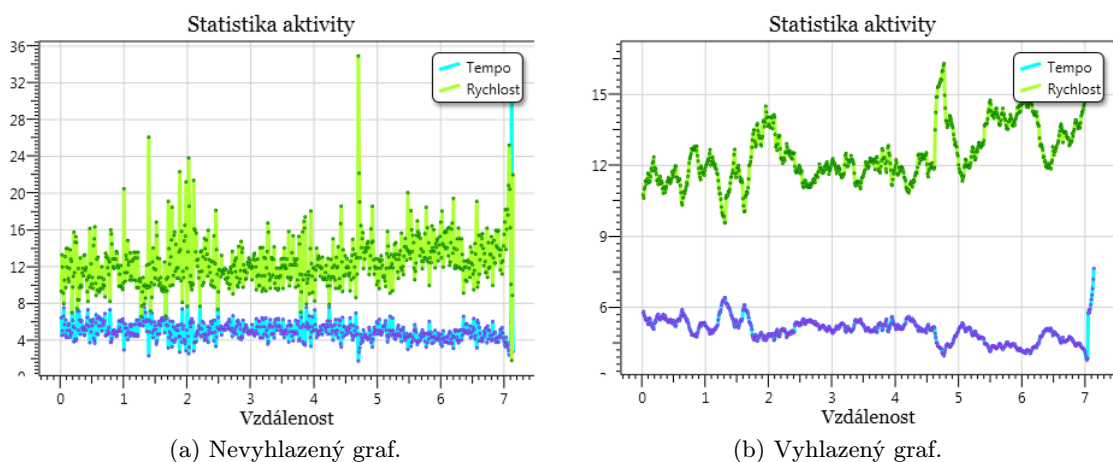 Statistika aktivity
36
32
28
24
20
16
12
8
4
0
Tempo
Rychlost
0 1 2 3 4 5 6 7
Vzdálenost
(a) Nevyhlazený graf.
Statistika aktivity
15
12
9
6
Tempo
Rychlost
0 1 2 3 4 5 6 7
Vzdálenost
(b) Vyhlazený graf.